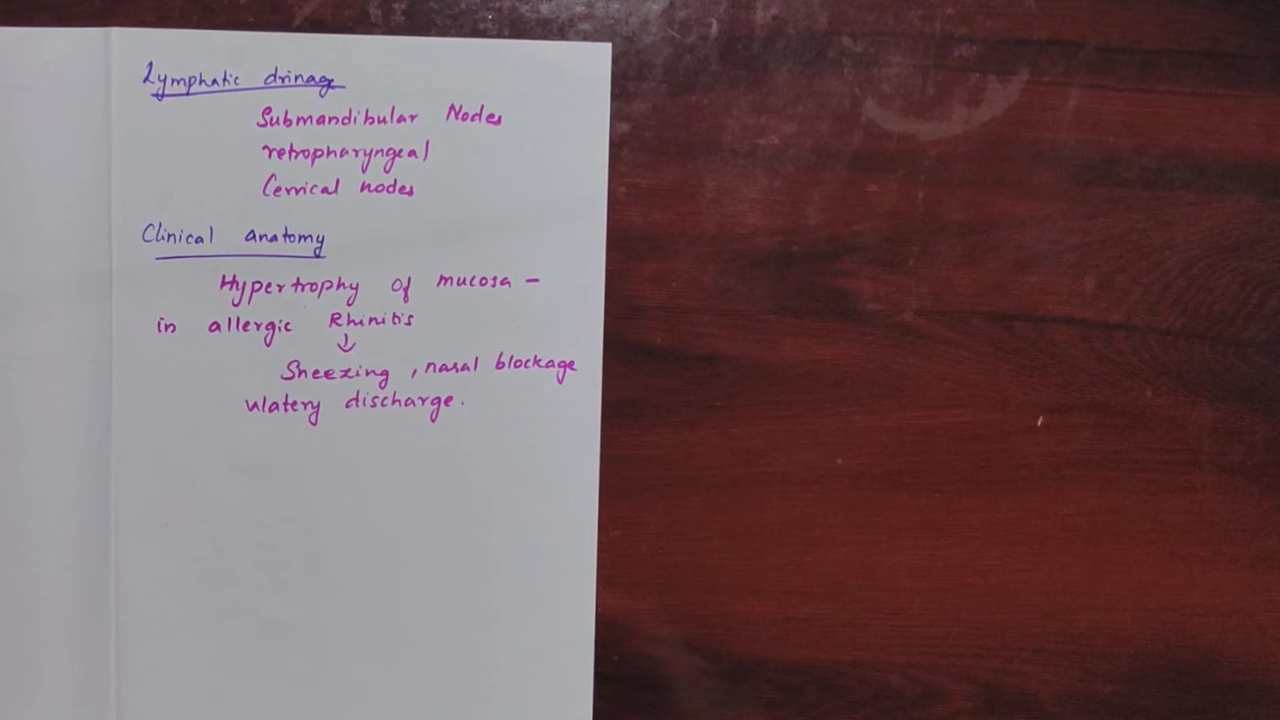 Lymphatic drinage
Submandibular Nodes
retropharyngeal
Cervical nodes
Clinical anatomy
Hypertrophy of mucosa -
in allergic Rhinitis
↓
Sneezing, nasal blockage
watery discharge.